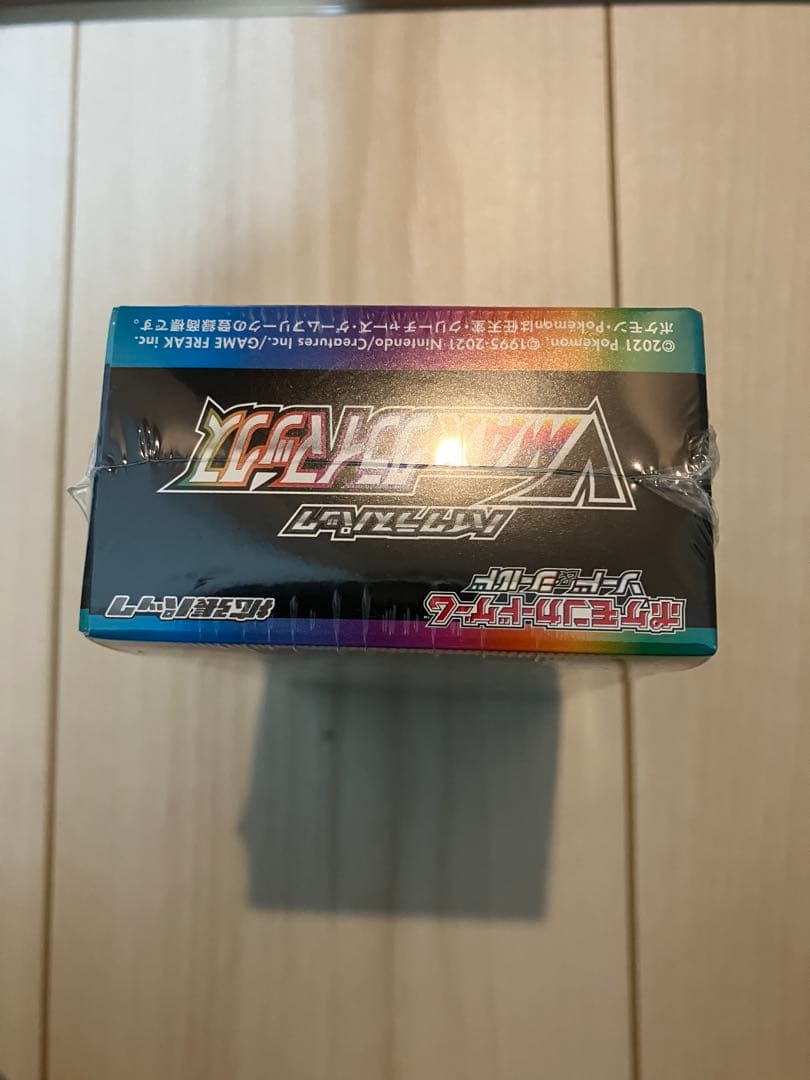 ポケモンカードゲーム
ソード&シールド
拡張パック
ハイクラスパック
VMAXクライマックス
©2021 Pokémon. ©1995-2021 Nintendo/Creatures Inc./GAME FREAK inc.
ポケモン・Pokémonは任天堂・クリーチャーズ・ゲームフリークの登録商標です。